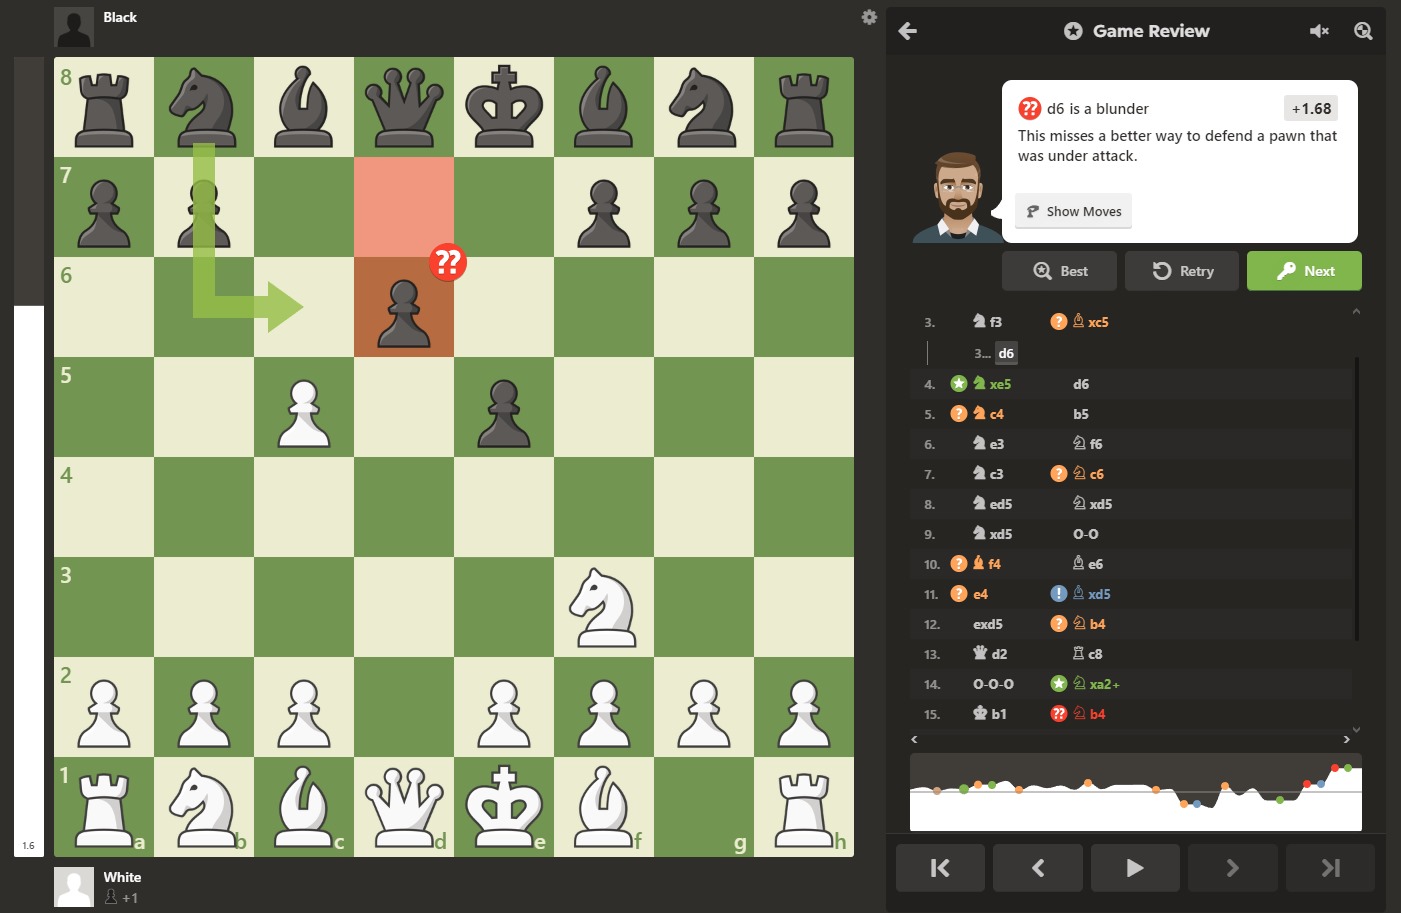 Black
Game Review
8
7
6
5
4
3
2
1
a
b
c
d
e
f
g
h
1.6
White
+1
??
?? d6 is a blunder
+1.68
This misses a better way to defend a pawn that
was under attack.
Show Moves
Best
Retry
Next
3. f3 ? xc5
3... d6
4. xe5 d6
5. ? c4 b5
6. e3 f6
7. c3 ? c6
8. ed5 xd5
9. xd5 O-O
10. ? f4 e6
11. ? e4 ! xd5
12. exd5 ? b4
13. d2 c8
14. O-O-O xa2+
15. b1 ?? b4